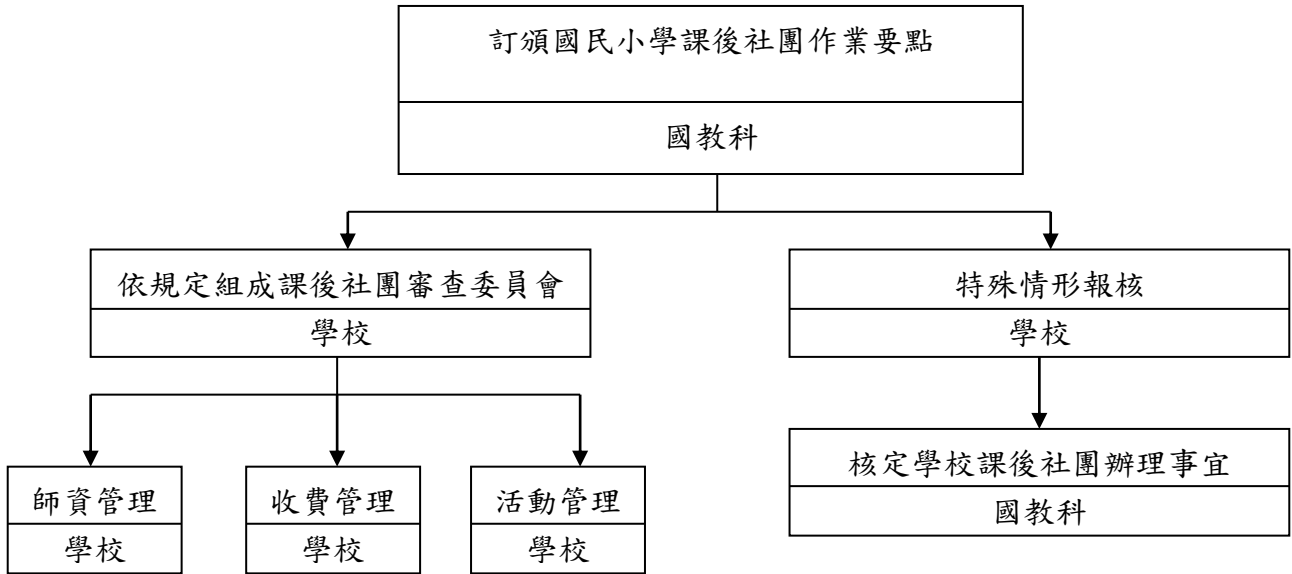 訂頒國民小學課後社團作業要點
國教科
依規定組成課後社團審查委員會
學校
特殊情形報核
學校
師資管理
學校
收費管理
學校
活動管理
學校
核定學校課後社團辦理事宜
國教科